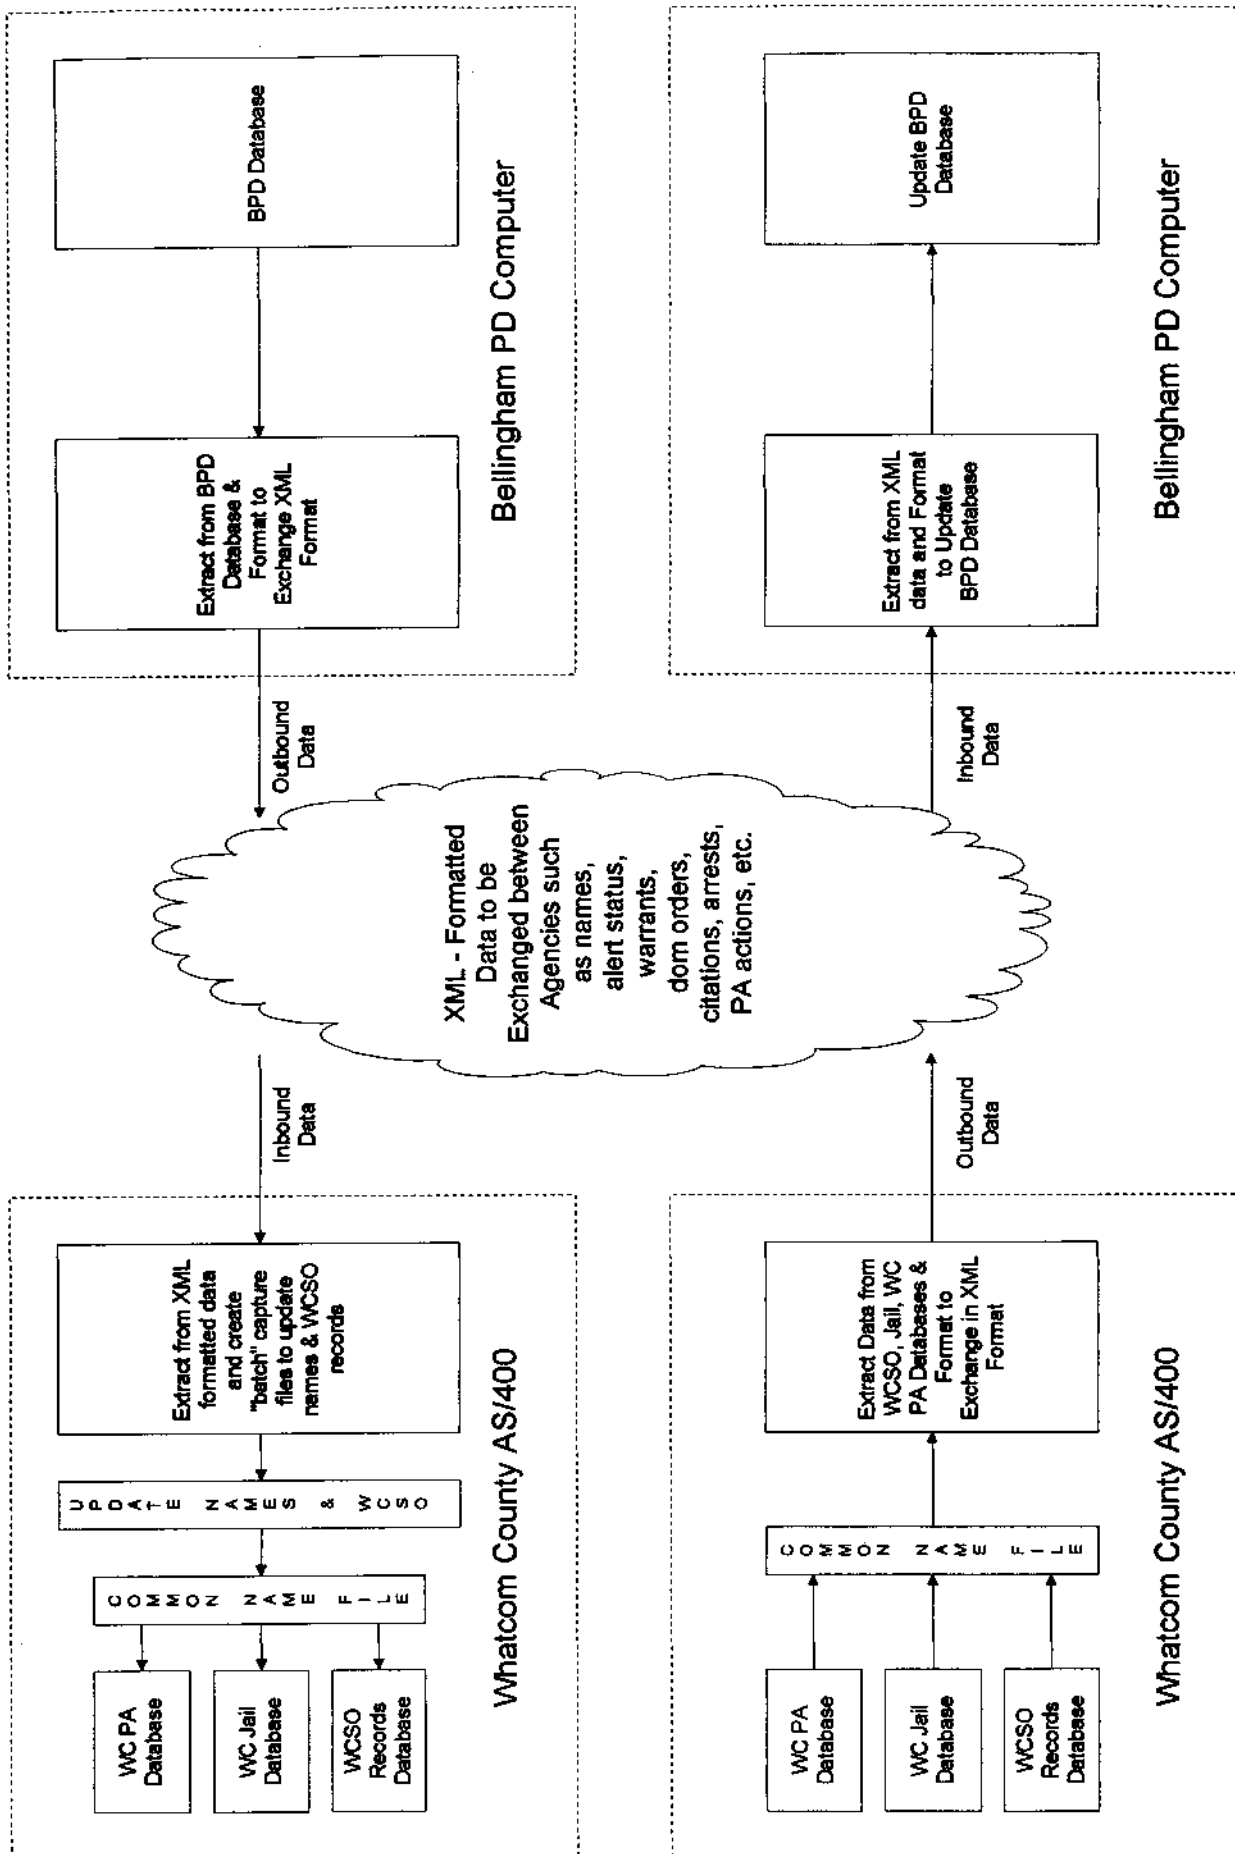 WC PA
Database
WC Jail
Database
WCSO
Records
Database
COMMON NAME FILE
UPDATE NAMES & WCSO
Extract from XML
formatted data
and create
"batch" capture
files to update
names & WCSO
records
Whatcom County AS/400
Inbound
Data
Outbound
Data
Extract from BPD
Database &
Format to
Exchange XML
Format
BPD Database
Bellingham PD Computer
XML - Formatted
Data to be
Exchanged between
Agencies such
as names,
alert status,
warrants,
dom orders,
citations, arrests,
PA actions, etc.
WC PA
Database
WC Jail
Database
WCSO
Records
Database
COMMON NAME FILE
Extract Data from
WCSO, Jail, WC
PA Databases &
Format to
Exchange in XML
Format
Whatcom County AS/400
Outbound
Data
Inbound
Data
Extract from XML
data and Format
to Update
BPD Database
Update BPD
Database
Bellingham PD Computer